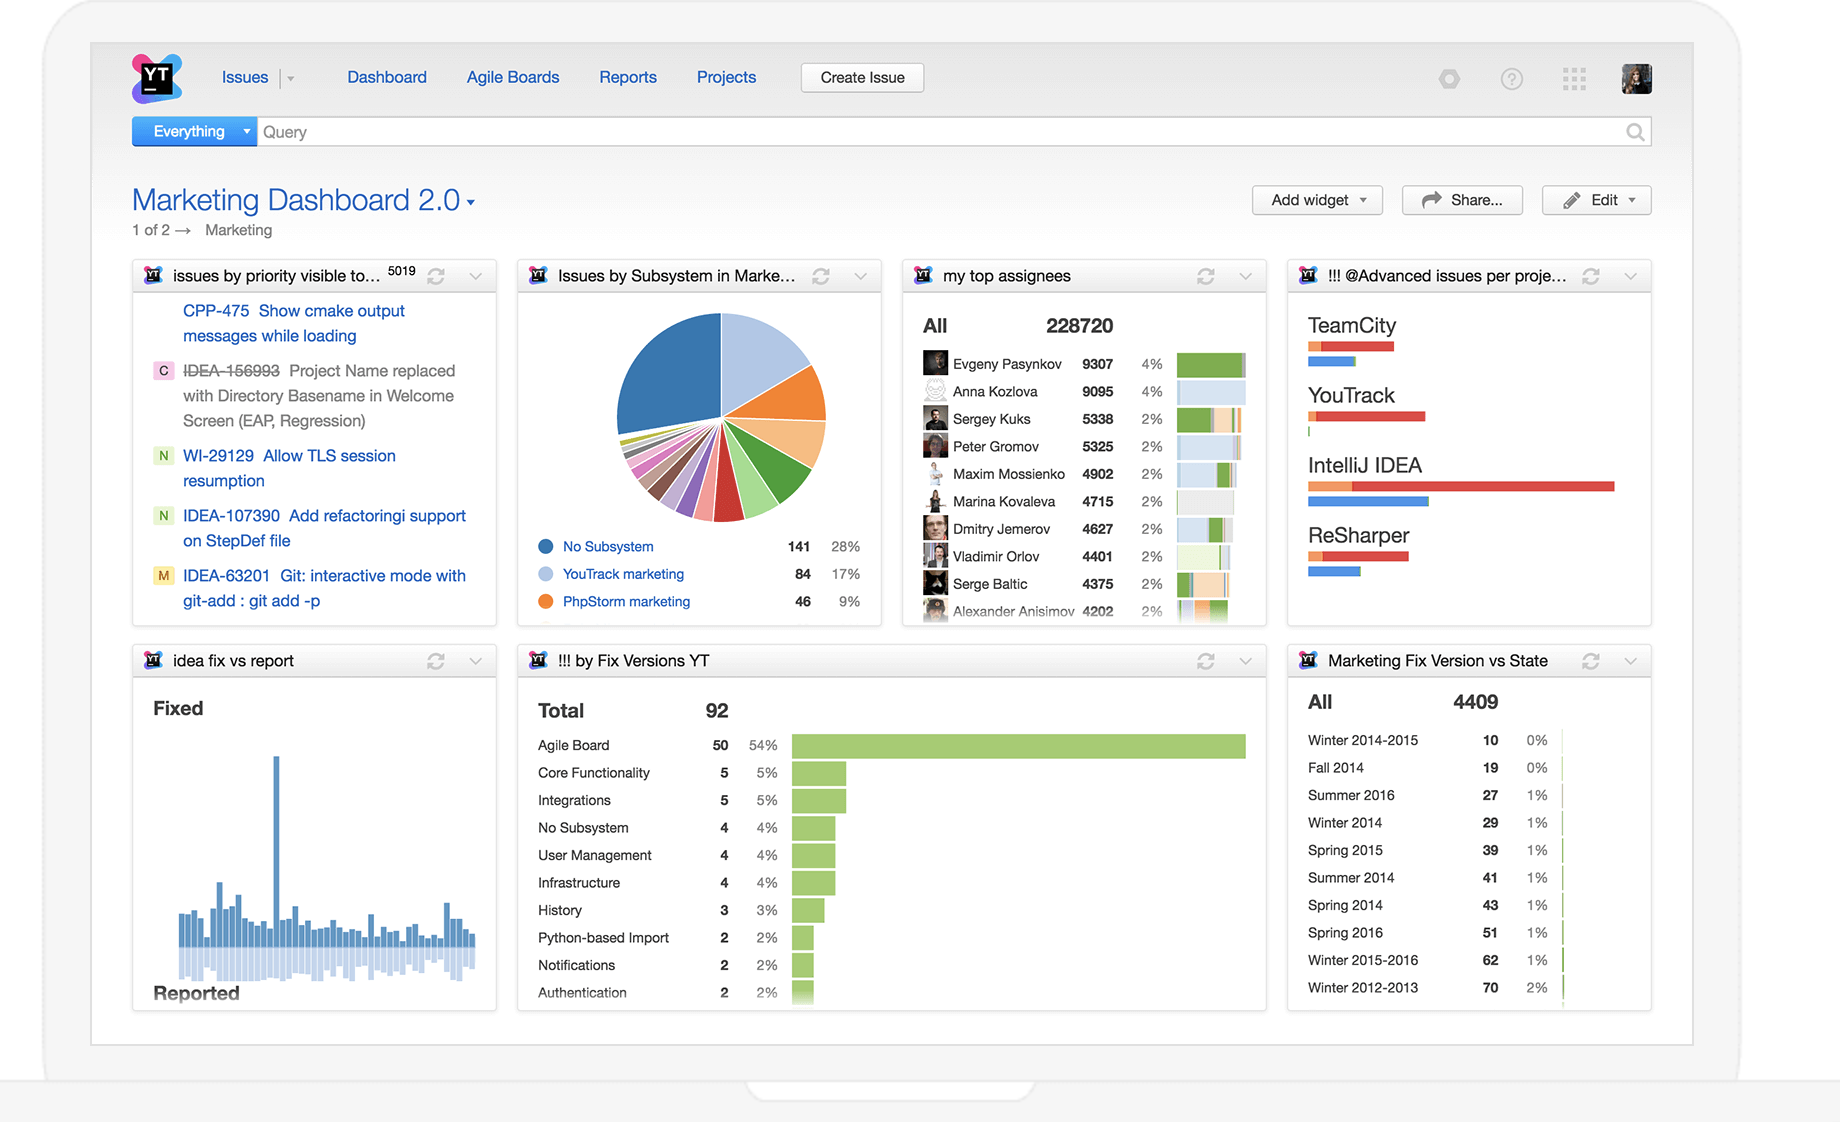 YT
Issues
Dashboard
Agile Boards
Reports
Projects
Create Issue
?
Everything
Query
Marketing Dashboard 2.0
Add widget
Share...
Edit
1 of 2 → Marketing
YT
issues by priority visible to... 5019
CPP-475 Show cmake output
messages while loading
C IDEA-156993 Project Name replaced
with Directory Basename in Welcome
Screen (EAP, Regression)
N WI-29129 Allow TLS session
resumption
N IDEA-107390 Add refactoringi support
on StepDef file
M IDEA-63201 Git: interactive mode with
git-add : git add -p
YT
Issues by Subsystem in Marke...
No Subsystem 141 28%
YouTrack marketing 84 17%
PhpStorm marketing 46 9%
YT
my top assignees
All 228720
Evgeny Pasynkov 9307 4%
Anna Kozlova 9095 4%
Sergey Kuks 5338 2%
Peter Gromov 5325 2%
Maxim Mossienko 4902 2%
Marina Kovaleva 4715 2%
Dmitry Jemerov 4627 2%
Vladimir Orlov 4401 2%
Serge Baltic 4375 2%
Alexander Anisimov 4202 2%
YT
!!! @Advanced issues per proje...
TeamCity
YouTrack
IntelliJ IDEA
ReSharper
YT
idea fix vs report
Fixed
Reported
YT
!!! by Fix Versions YT
Total 92
Agile Board 50 54%
Core Functionality 5 5%
Integrations 5 5%
No Subsystem 4 4%
User Management 4 4%
Infrastructure 4 4%
History 3 3%
Python-based Import 2 2%
Notifications 2 2%
Authentication 2 2%
YT
Marketing Fix Version vs State
All 4409
Winter 2014-2015 10 0%
Fall 2014 19 0%
Summer 2016 27 1%
Winter 2014 29 1%
Spring 2015 39 1%
Summer 2014 41 1%
Spring 2014 43 1%
Spring 2016 51 1%
Winter 2015-2016 62 1%
Winter 2012-2013 70 2%